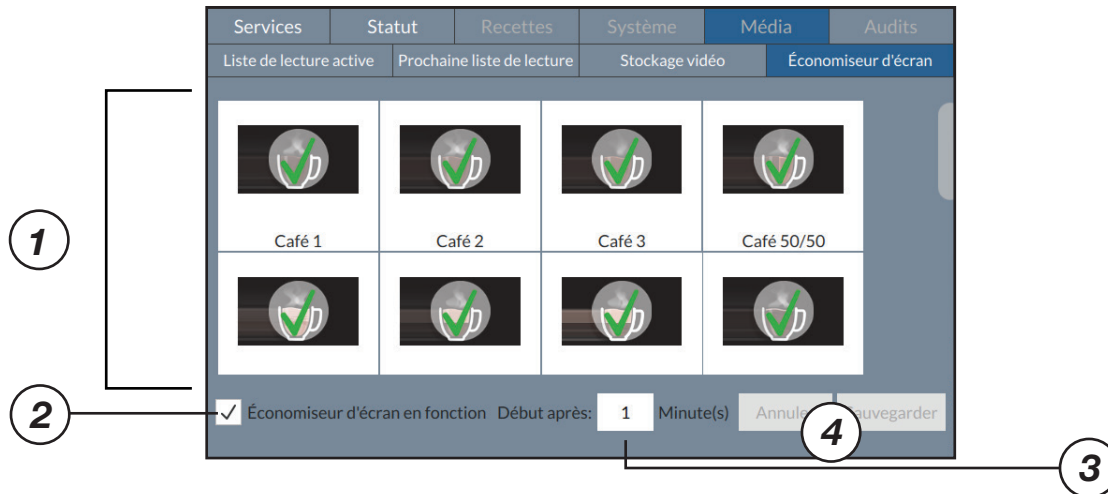 Services Statut Recettes Système Média Audits
Liste de lecture active Prochaine liste de lecture Stockage vidéo Économiseur d'écran
1
Café 1 Café 2 Café 3 Café 50/50
2 Économiseur d'écran en fonction Début après: 1 Minute(s)
4
3